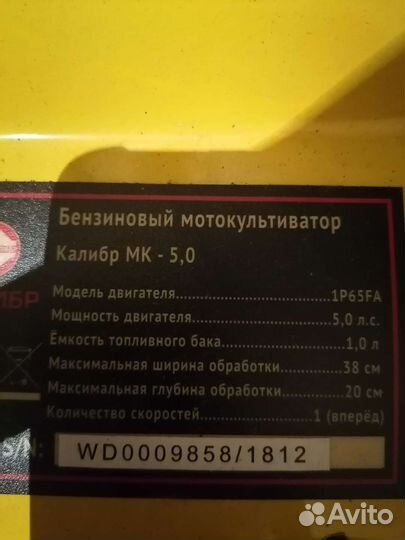 Бензиновый мотокультиватор
Калибр МК - 5,0
Модель двигателя..........................1P65FA
Мощность двигателя......................5,0 л.с.
Ёмкость топливного бака.................1,0 л
Максимальная ширина обработки.........38 см
Максимальная глубина обработки........20 см
Количество скоростей................1 (вперёд)
S/N: WD0009858/1812
Avito